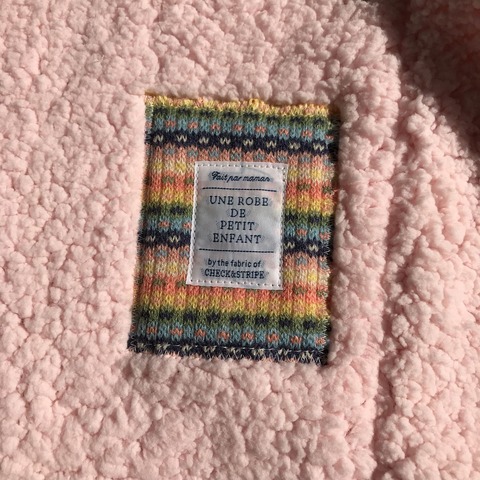 Fait par maman
UNE ROBE
DE
PETIT
ENFANT
by the fabric of
CHECK&STRIPE